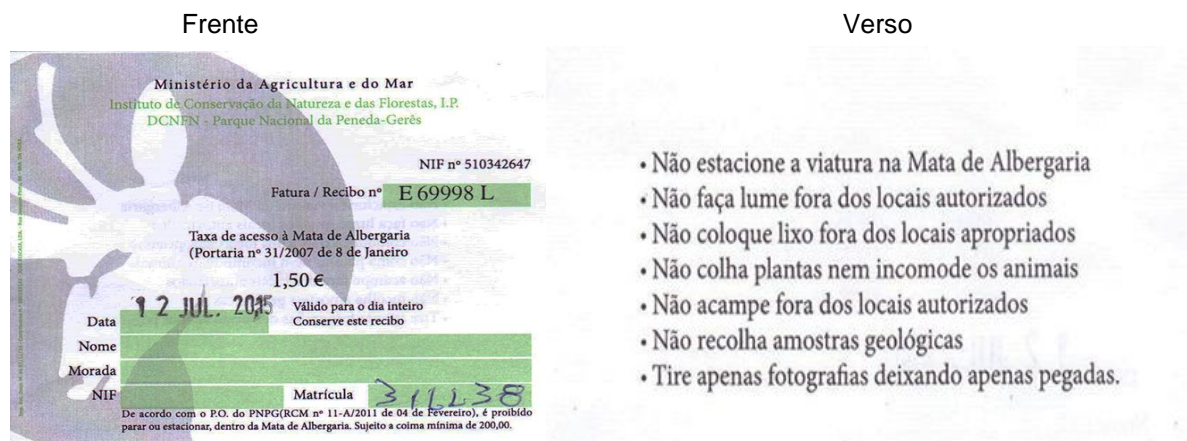 Frente
Verso
Ministério da Agricultura e do Mar
Instituto de Conservação da Natureza e das Florestas, I.P.
DCNFN - Parque Nacional da Peneda-Gerês
NIF nº 510342647
Fatura / Recibo nº E 69998 L
Taxa de acesso à Mata de Albergaria
(Portaria nº 31/2007 de 8 de Janeiro
1,50 €
Válido para o dia inteiro
Conserve este recibo
Data 12 JUL. 2015
Nome
Morada
NIF
Matrícula
De acordo com o P.O. do PNPG(RCM nº 11-A/2011 de 04 de Fevereiro), é proibido
parar ou estacionar, dentro da Mata de Albergaria. Sujeito a coima mínima de 200,00.
• Não estacione a viatura na Mata de Albergaria
• Não faça lume fora dos locais autorizados
• Não coloque lixo fora dos locais apropriados
• Não colha plantas nem incomode os animais
• Não acampe fora dos locais autorizados
• Não recolha amostras geológicas
• Tire apenas fotografias deixando apenas pegadas.